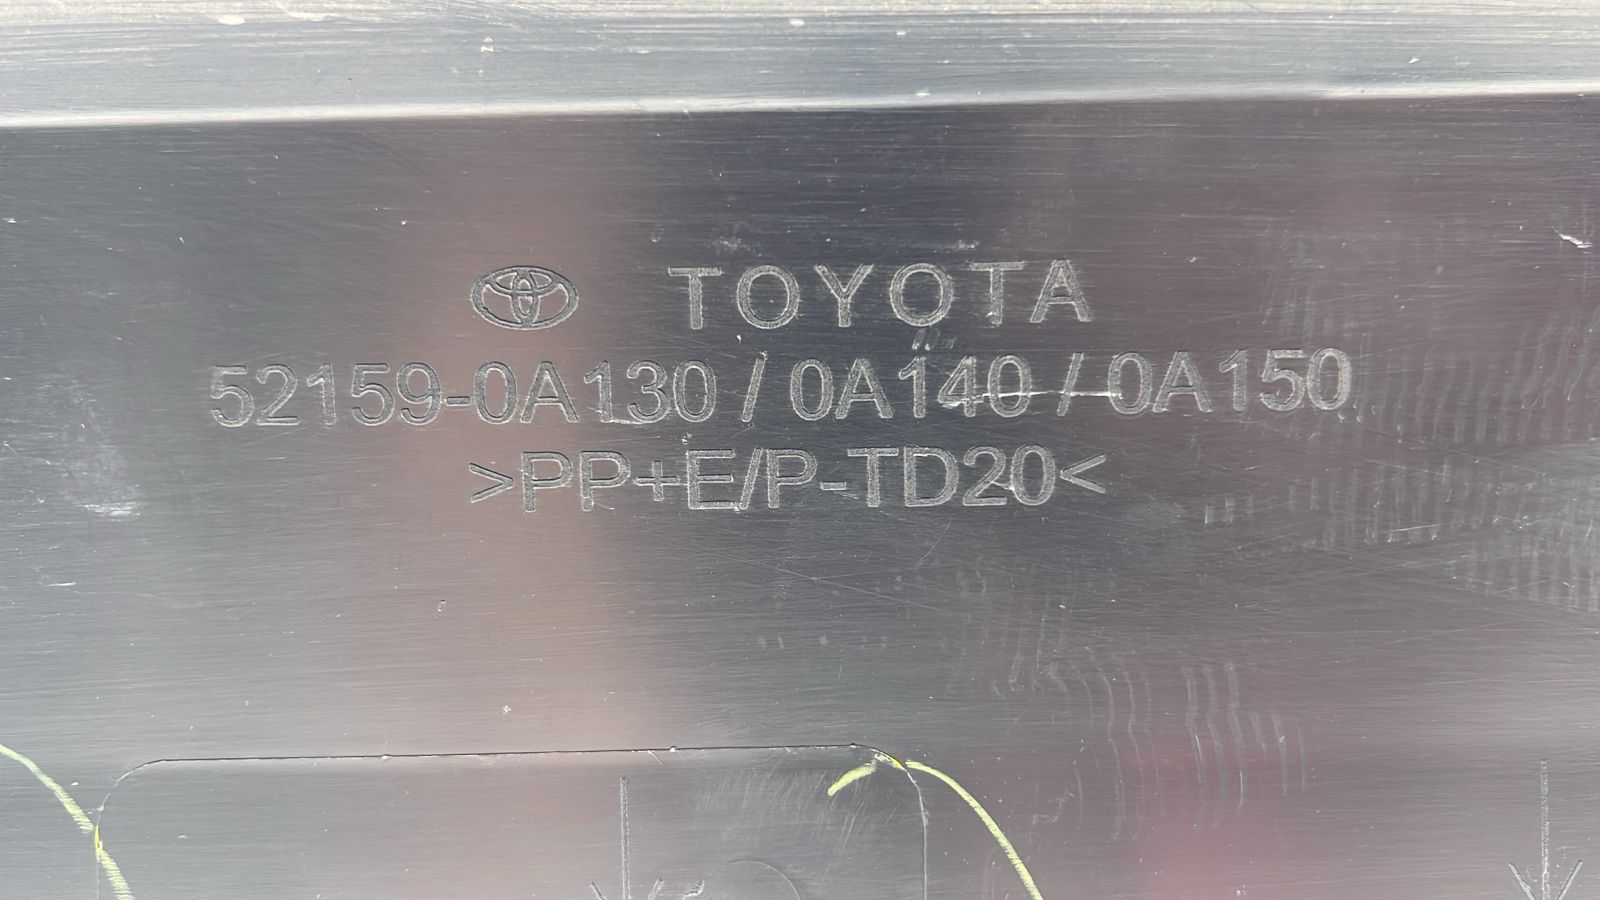 TOYOTA
52159-0A130 / 0A140 / 0A150
>PP+E/P-TD20<